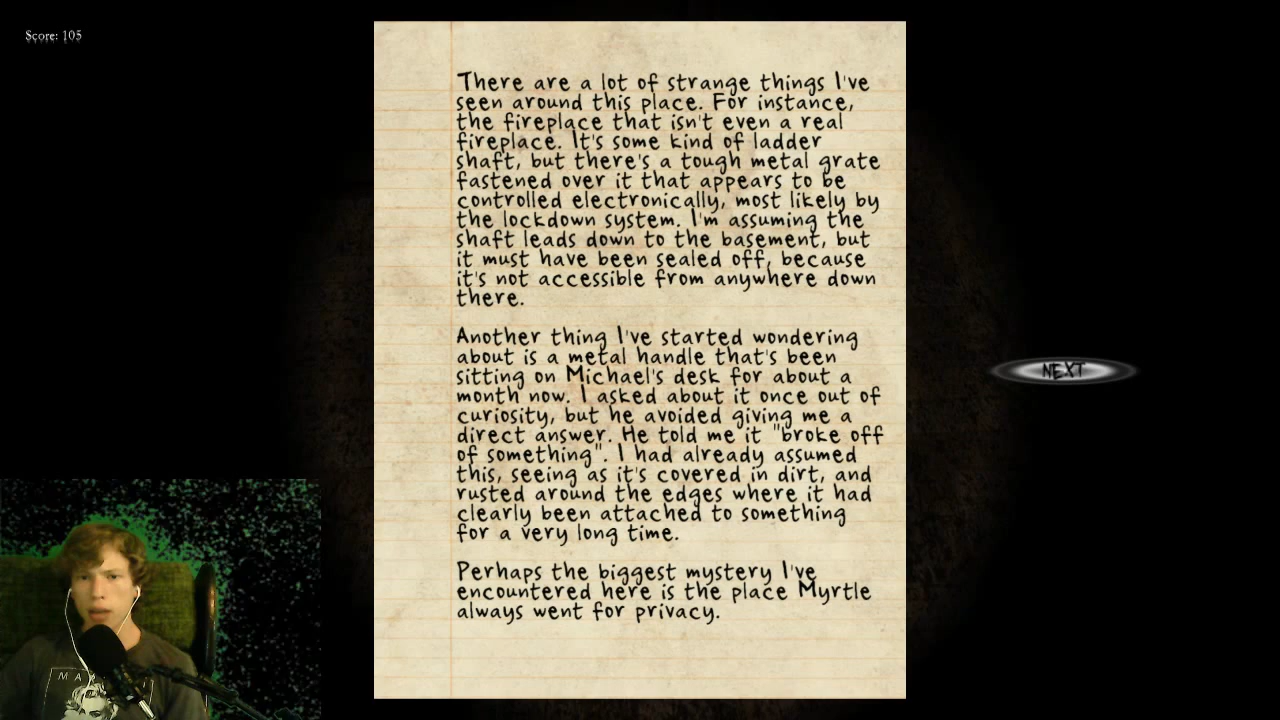 Score: 105
There are a lot of strange things I've
seen around this place. For instance,
the fireplace that isn't even a real
fireplace. It's some kind of ladder
shaft, but there's a tough metal grate
fastened over it that appears to be
controlled electronically, most likely by
the lockdown system. I'm assuming the
shaft leads down to the basement, but
it must have been sealed off, because
it's not accessible from anywhere down
there.
Another thing I've started wondering
about is a metal handle that's been
sitting on Michael's desk for about a
month now. I asked about it once out of
curiosity, but he avoided giving me a
direct answer. He told me it "broke off
of something". I had already assumed
this, seeing as it's covered in dirt, and
rusted around the edges where it had
clearly been attached to something
for a very long time.
Perhaps the biggest mystery I've
encountered here is the place Myrtle
always went for privacy.
NEXT